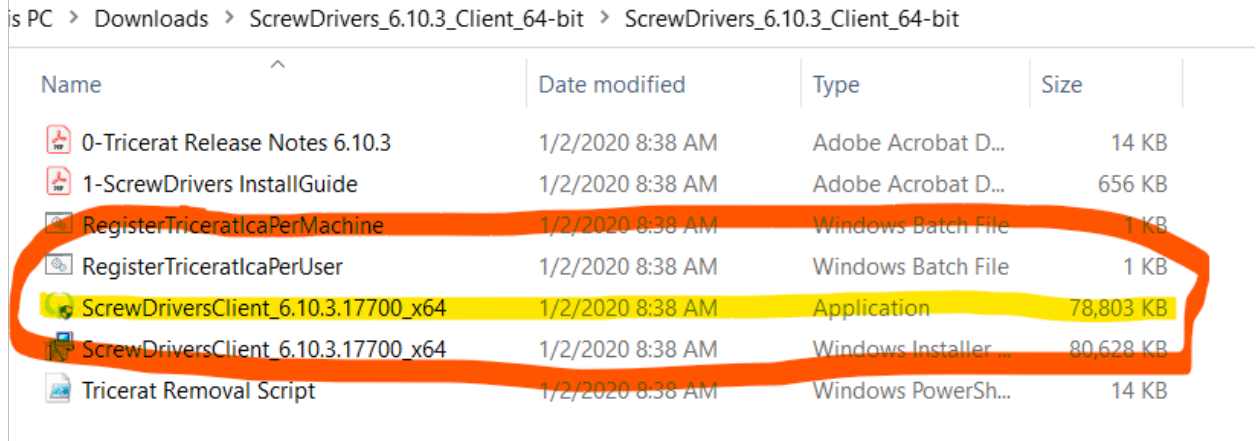 is PC > Downloads > ScrewDrivers_6.10.3_Client_64-bit > ScrewDrivers_6.10.3_Client_64-bit
Name Date modified Type Size
0-Tricerat Release Notes 6.10.3 1/2/2020 8:38 AM Adobe Acrobat D... 14 KB
1-ScrewDrivers InstallGuide 1/2/2020 8:38 AM Adobe Acrobat D... 656 KB
RegisterTriceratIcaPerMachine 1/2/2020 8:38 AM Windows Batch File 1 KB
RegisterTriceratIcaPerUser 1/2/2020 8:38 AM Windows Batch File 1 KB
ScrewDriversClient_6.10.3.17700_x64 1/2/2020 8:38 AM Application 78,803 KB
ScrewDriversClient_6.10.3.17700_x64 1/2/2020 8:38 AM Windows Installer ... 80,628 KB
Tricerat Removal Script 1/2/2020 8:38 AM Windows PowerSh... 14 KB